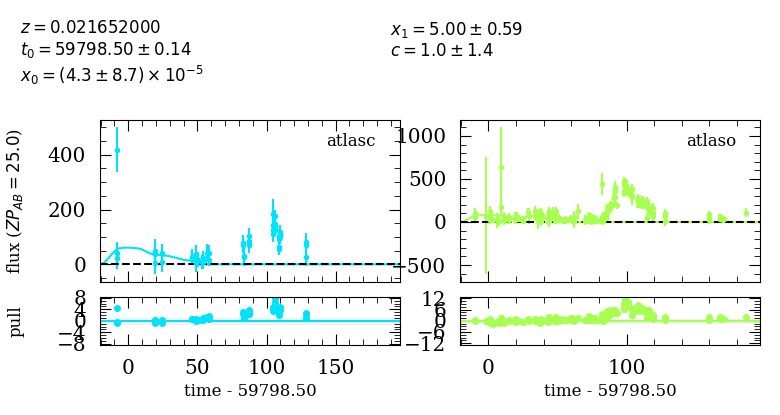 z = 0.021652000
t₀ = 59798.50 ± 0.14
x₀ = (4.3 ± 8.7) × 10⁻⁵
x₁ = 5.00 ± 0.59
c = 1.0 ± 1.4
flux (ZP_AB = 25.0)
400
200
0
atlasc
1000
500
0
−500
atlaso
pull
8
4
0
−4
−8
0
50
100
150
time - 59798.50
12
6
0
−6
−12
0
100
time - 59798.50